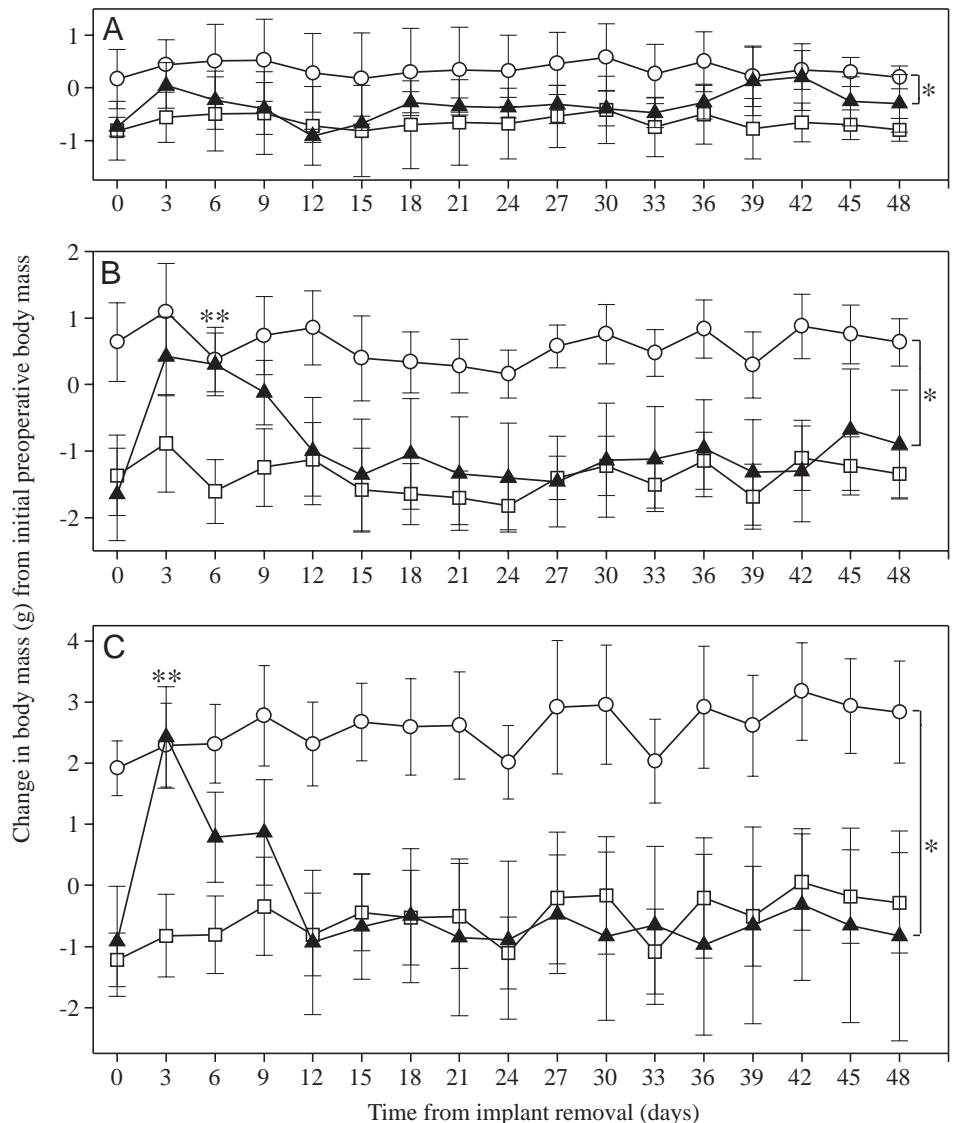 A
1
0
-1
*
0 3 6 9 12 15 18 21 24 27 30 33 36 39 42 45 48
Change in body mass (g) from initial preoperative body mass
B
2
1
0
-1
-2
**
*
0 3 6 9 12 15 18 21 24 27 30 33 36 39 42 45 48
C
4
3
2
1
0
-1
-2
**
*
0 3 6 9 12 15 18 21 24 27 30 33 36 39 42 45 48
Time from implant removal (days)